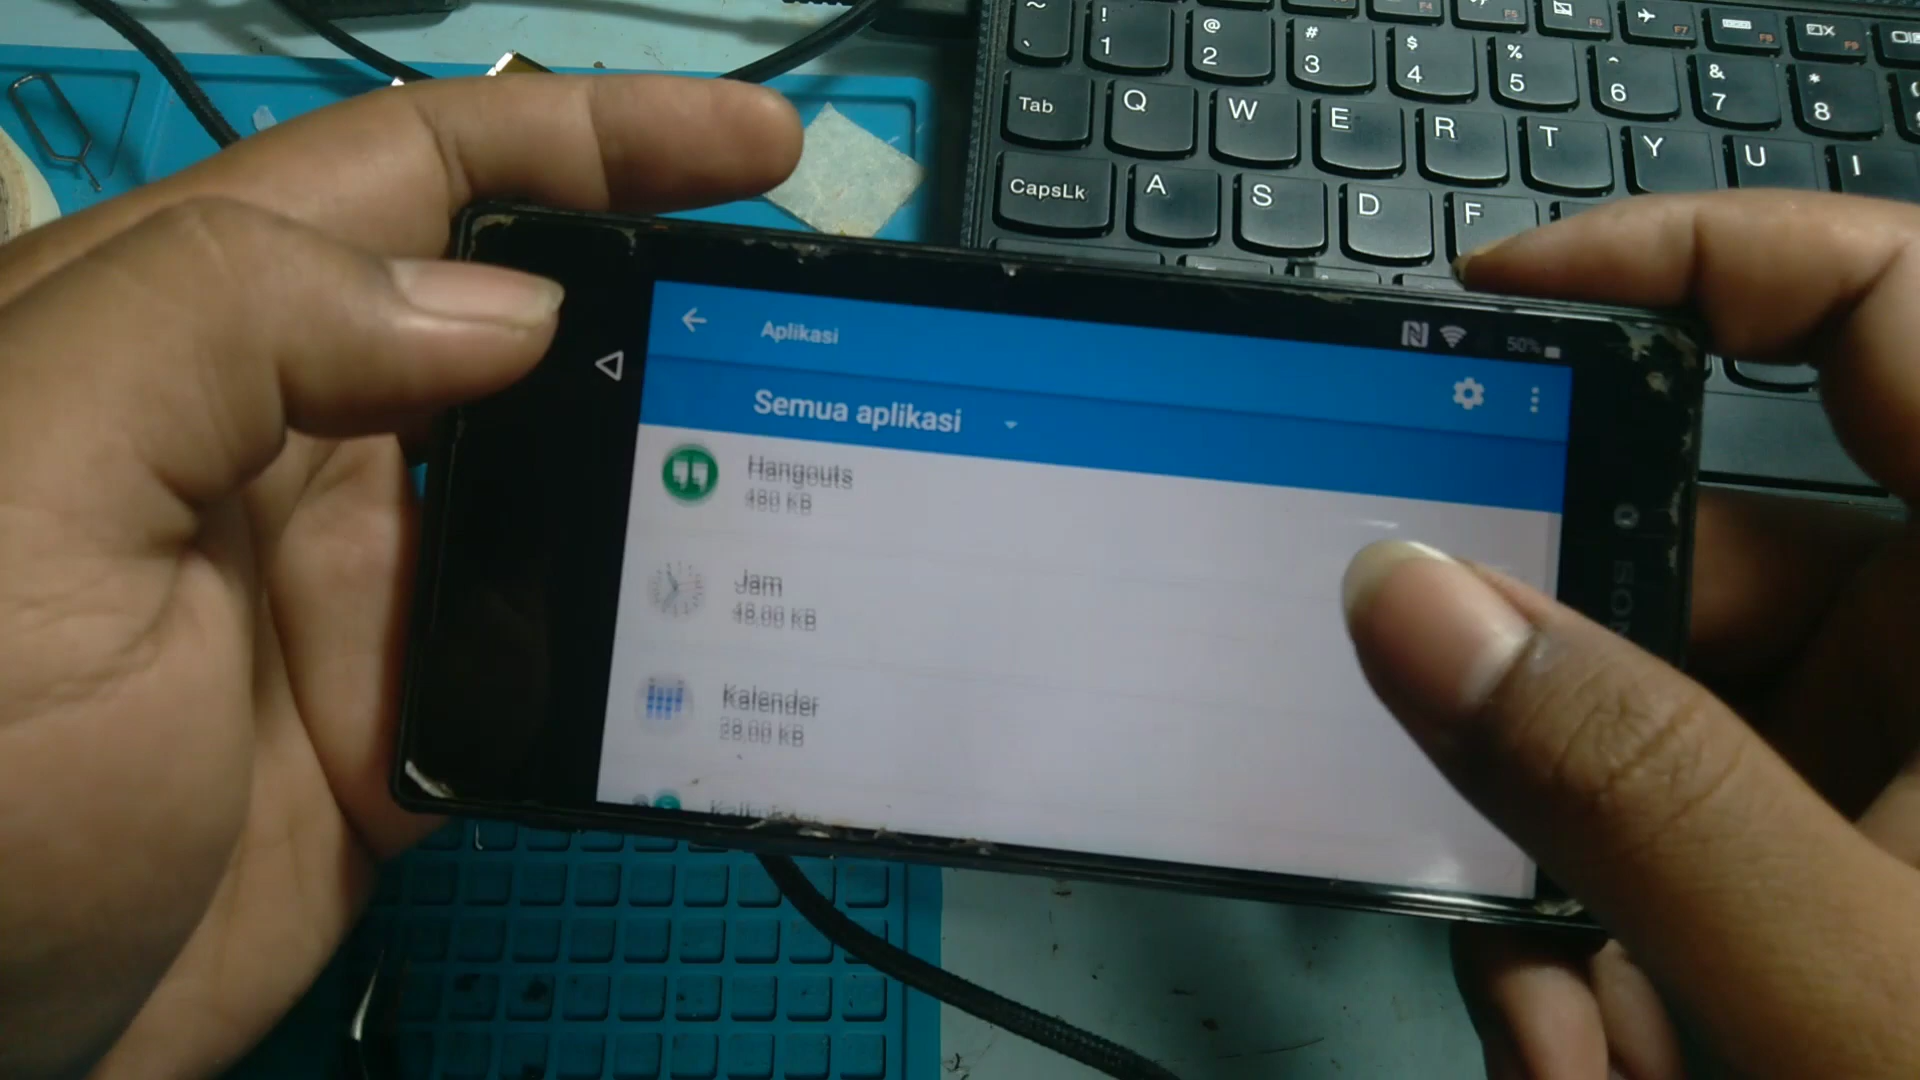 ~ ! @ # $ % ^ & *
` 1 2 3 4 5 6 7 8
F7
Tab Q W E R T Y U I
CapsLk A S D F
Aplikasi
50%
Semua aplikasi
Hangouts
480 KB
Jam
48,00 KB
Kalender
28,00 KB